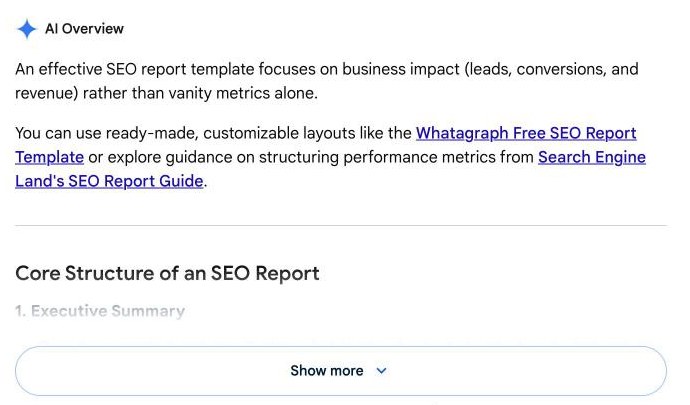 AI Overview
An effective SEO report template focuses on business impact (leads, conversions, and
revenue) rather than vanity metrics alone.
You can use ready-made, customizable layouts like the Whatagraph Free SEO Report
Template or explore guidance on structuring performance metrics from Search Engine
Land's SEO Report Guide.
Core Structure of an SEO Report
1. Executive Summary
Show more